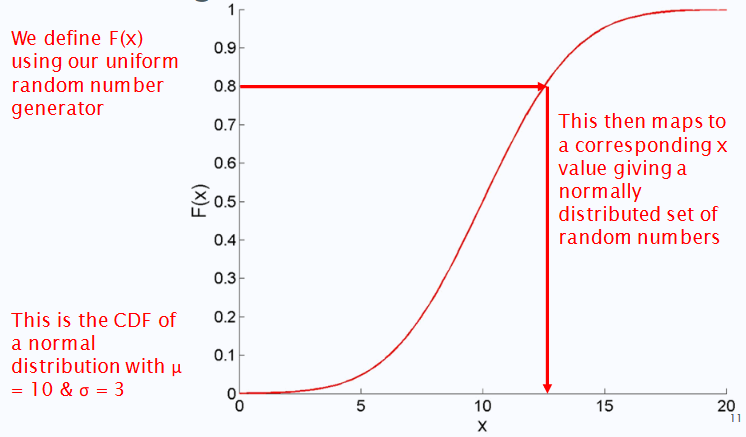 We define F(x)
using our uniform
random number
generator
1
0.9
0.8
0.7
0.6
0.5
0.4
0.3
0.2
0.1
0
F(x)
This then maps to
a corresponding x
value giving a
normally
distributed set of
random numbers
This is the CDF of
a normal
distribution with μ
= 10 & σ = 3
0 5 10 15 20
x
11